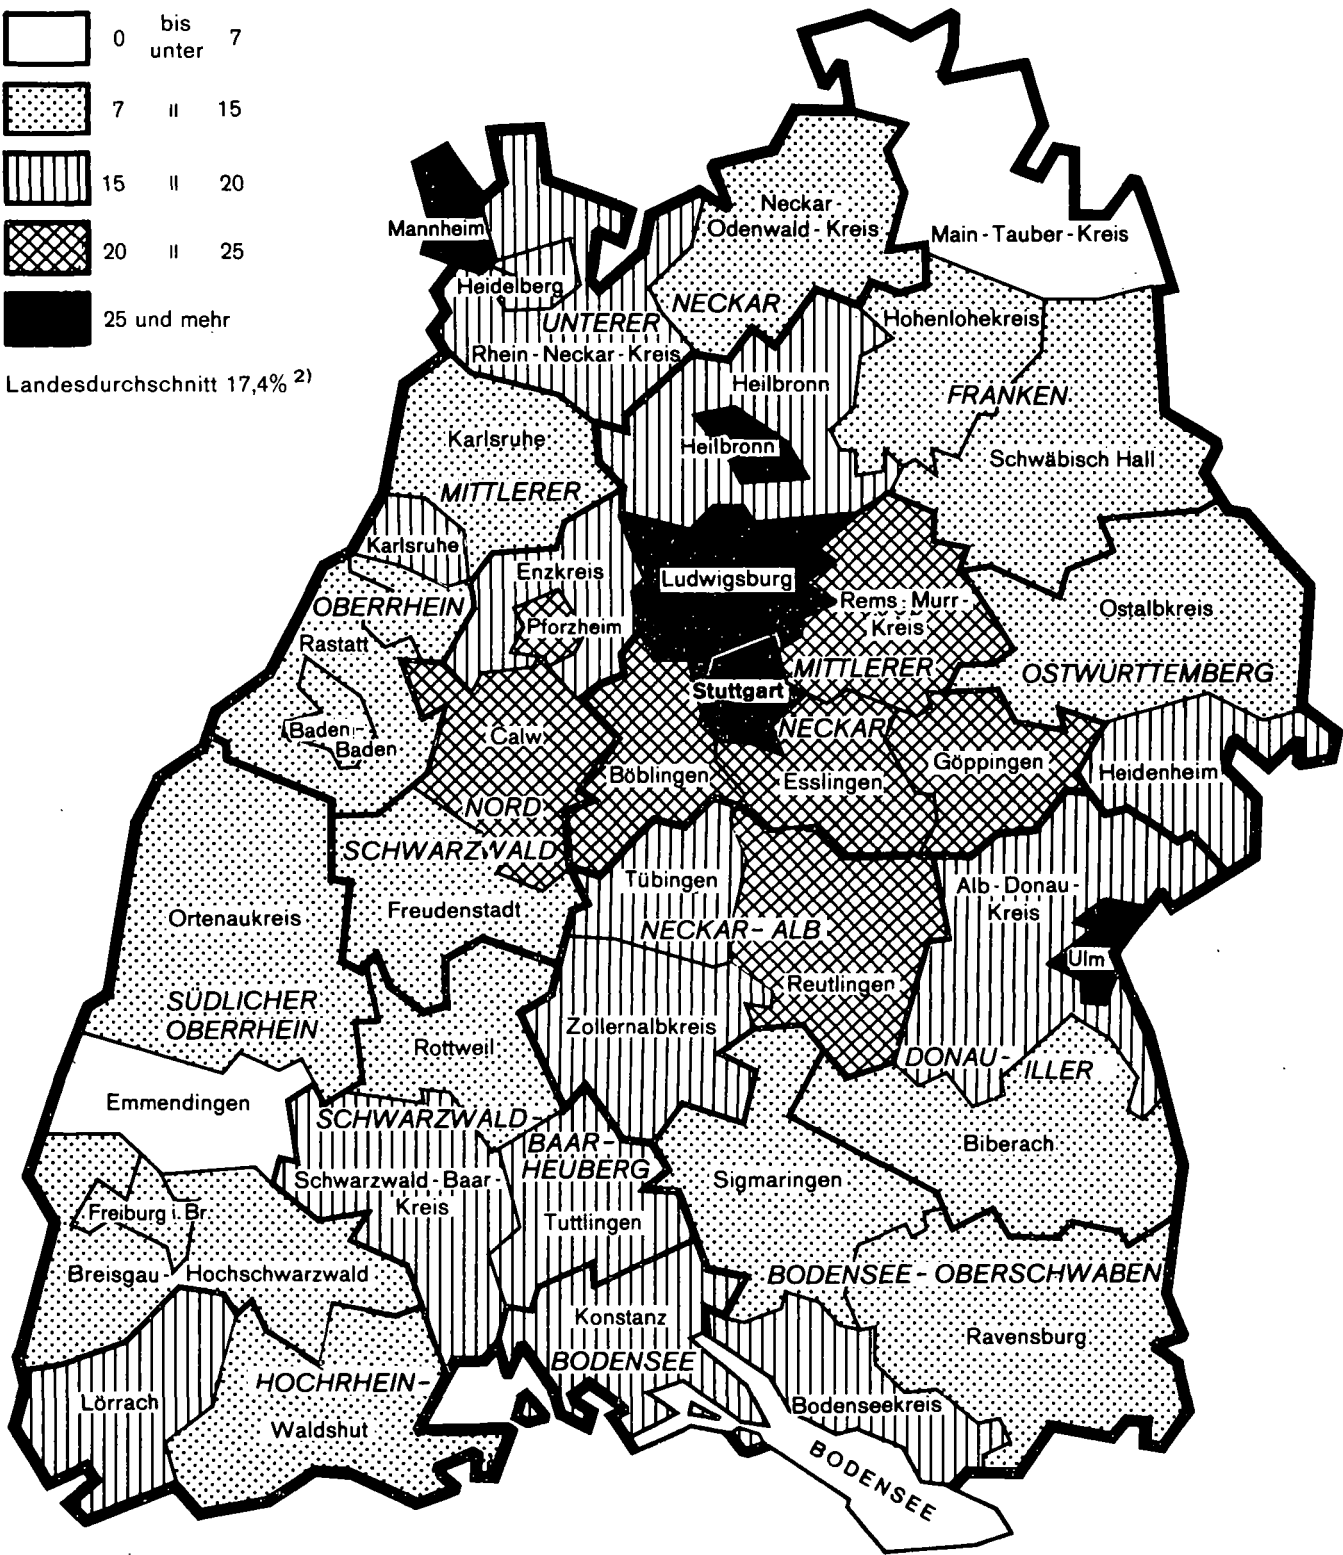 0 bis unter 7
7 " 15
15 " 20
20 " 25
25 und mehr
Landesdurchschnitt 17,4% 2)
Mannheim
Heidelberg
UNTERER
NECKAR
Rhein-Neckar-Kreis
Neckar-
Odenwald-Kreis
Main-Tauber-Kreis
Hohenlohekreis
Heilbronn
FRANKEN
Heilbronn
Schwäbisch Hall
Karlsruhe
MITTLERER
Karlsruhe
OBERRHEIN
Enzkreis
Pforzheim
Ludwigsburg
Rems-Murr-
Kreis
MITTLERER
Stuttgart
NECKAR
Ostalbkreis
OSTWURTTEMBERG
Rastatt
Baden-
Baden
Calw
NORD
SCHWARZWALD
Böblingen
Esslingen
Göppingen
Heidenheim
Ortenaukreis
Freudenstadt
Tübingen
NECKAR-ALB
Reutlingen
Alb-Donau-
Kreis
Ulm
SÜDLICHER
OBERRHEIN
Rottweil
Zollernalbkreis
DONAU-
ILLER
Emmendingen
SCHWARZWALD-
BAAR-
HEUBERG
Biberach
Schwarzwald-Baar-
Kreis
Tuttlingen
Sigmaringen
Freiburg i. Br.
Breisgau-Hochschwarzwald
BODENSEE-OBERSCHWABEN
Konstanz
BODENSEE
Ravensburg
Lörrach
HOCHRHEIN-
Waldshut
Bodenseekreis
BODENSEE